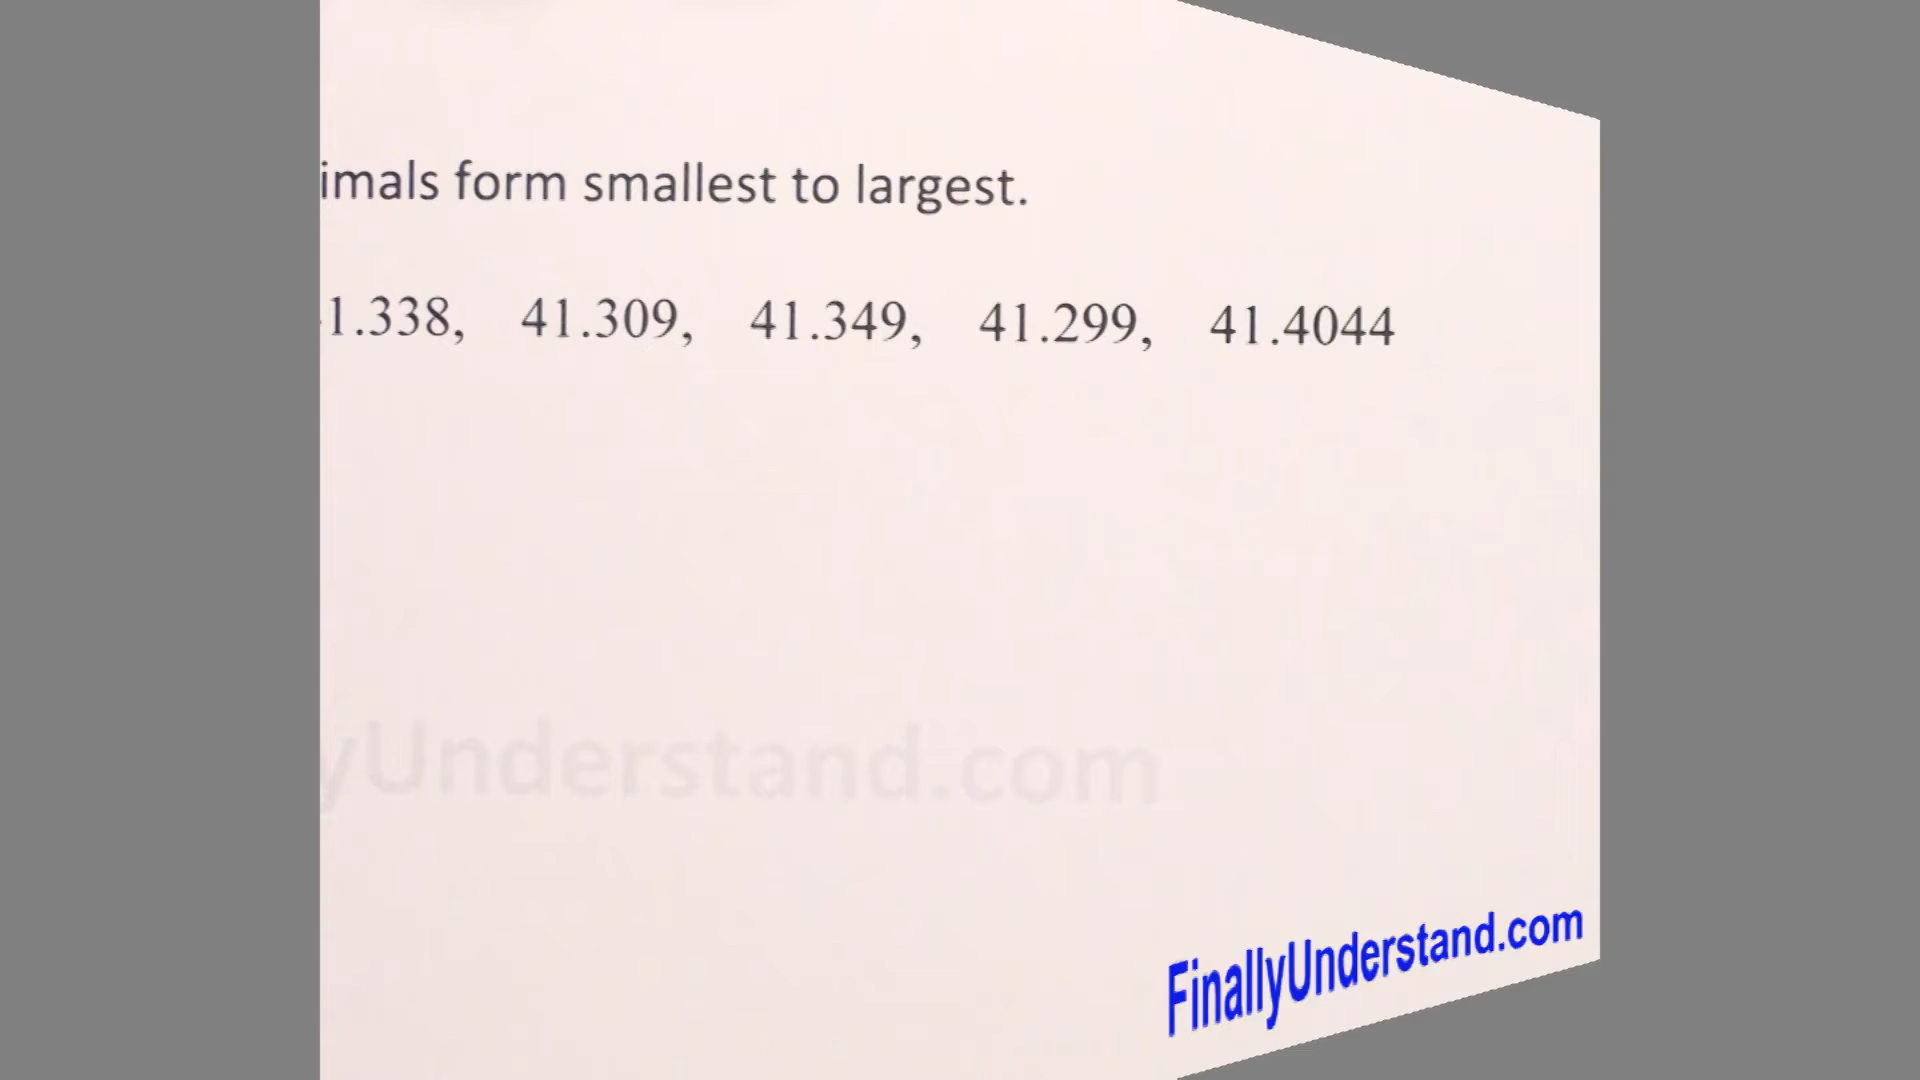 imals form smallest to largest.
1.338, 41.309, 41.349, 41.299, 41.4044
yUnderstand.com
FinallyUnderstand.com